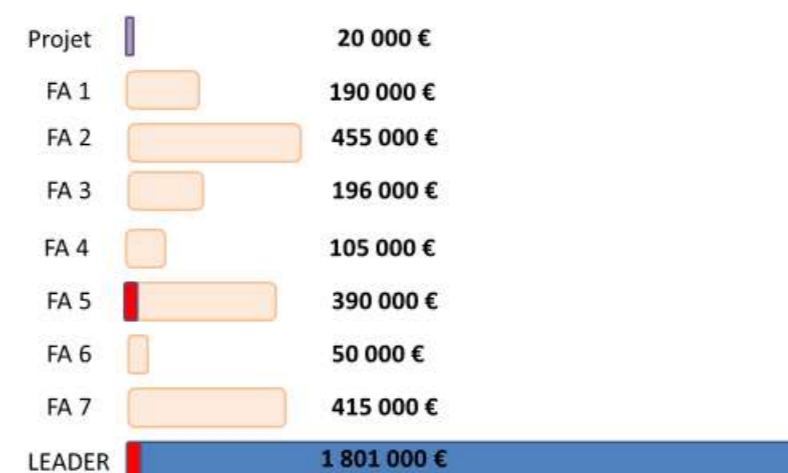 Projet 20 000 €
FA 1 190 000 €
FA 2 455 000 €
FA 3 196 000 €
FA 4 105 000 €
FA 5 390 000 €
FA 6 50 000 €
FA 7 415 000 €
LEADER 1 801 000 €